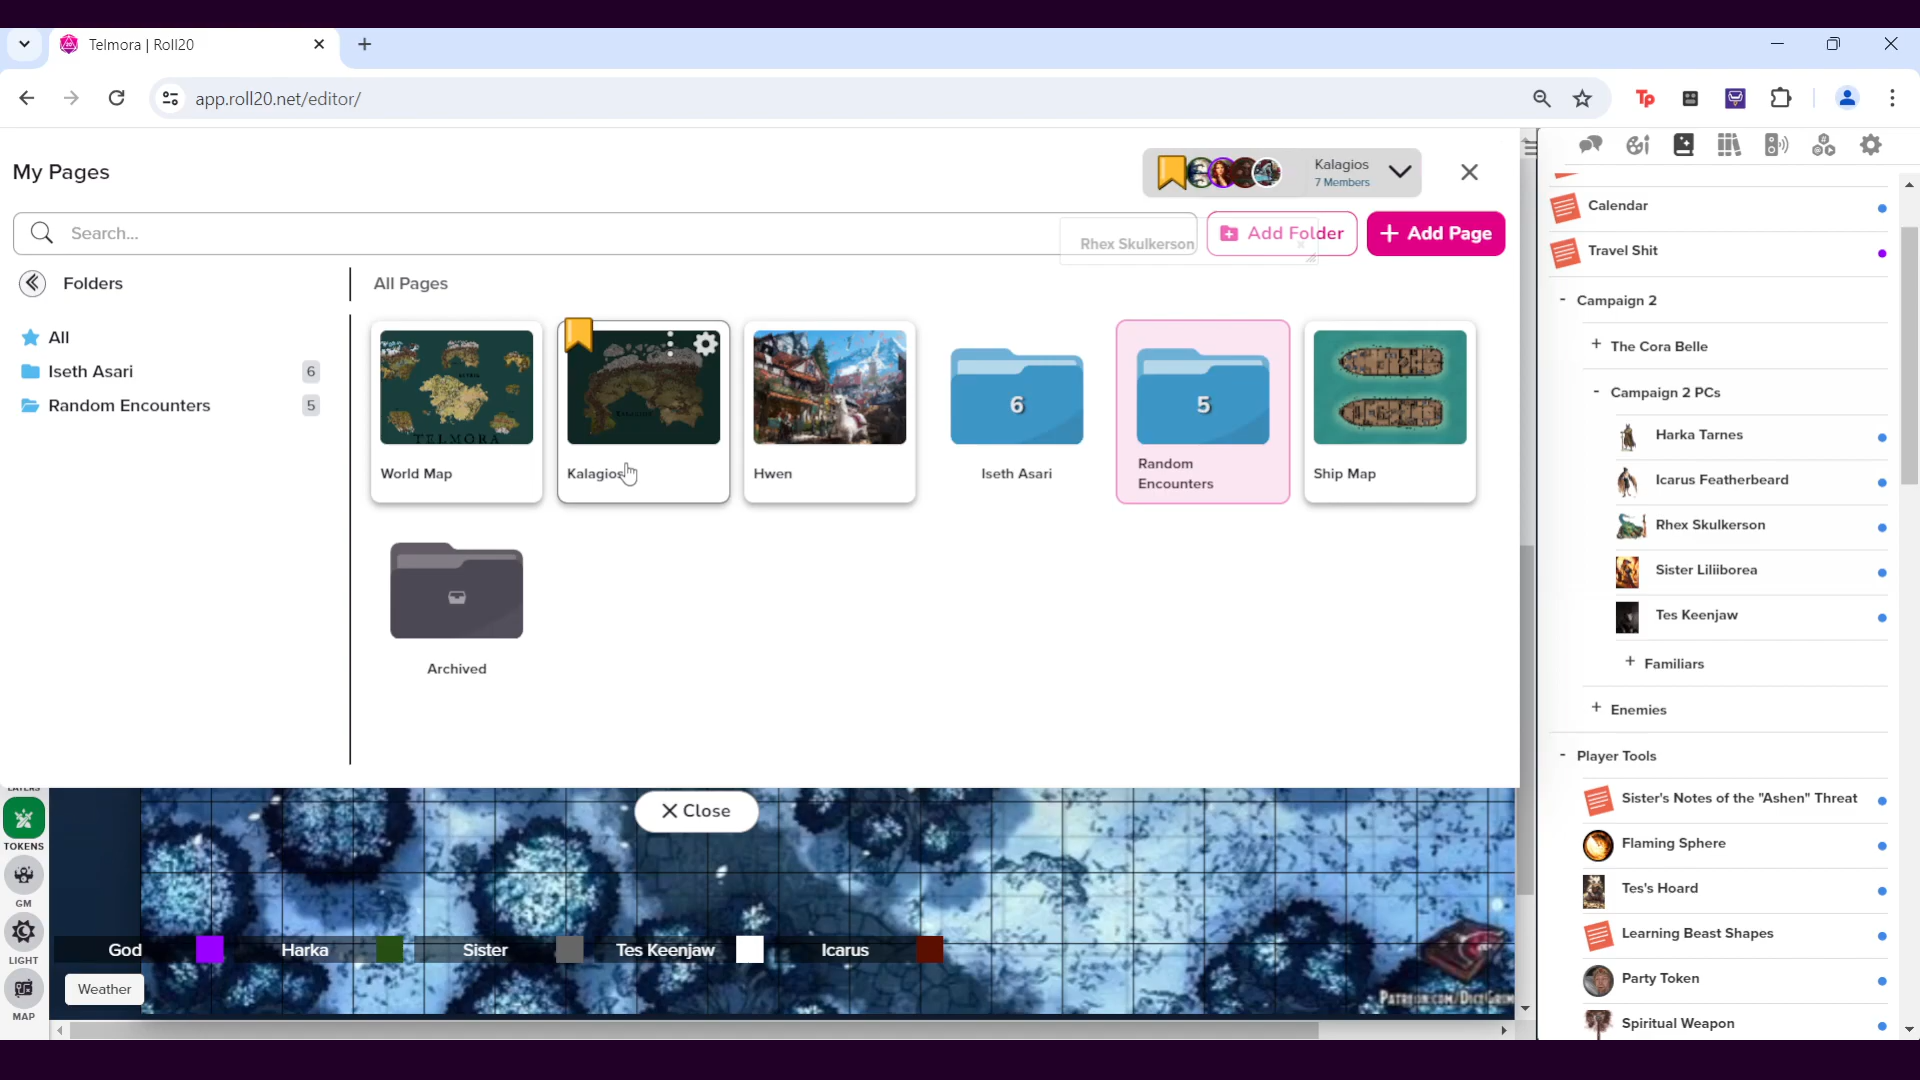 Telmora | Roll20
app.roll20.net/editor/
Tp
My Pages
Kalagios
7 Members
Search...
Rhex Skulkerson
Add Folder
Add Page
Folders
All Pages
All
Iseth Asari 6
Random Encounters 5
TELMORA
World Map
Kalagios
Hwen
6
Iseth Asari
5
Random
Encounters
Ship Map
Archived
Close
LAYERS
TOKENS
GM
LIGHT
MAP
God
Harka
Sister
Tes Keenjaw
Icarus
Weather
Calendar
Travel Shit
- Campaign 2
+ The Cora Belle
- Campaign 2 PCs
Harka Tarnes
Icarus Featherbeard
Rhex Skulkerson
Sister Liliiborea
Tes Keenjaw
+ Familiars
+ Enemies
- Player Tools
Sister's Notes of the "Ashen" Threat
Flaming Sphere
Tes's Hoard
Learning Beast Shapes
Party Token
Spiritual Weapon